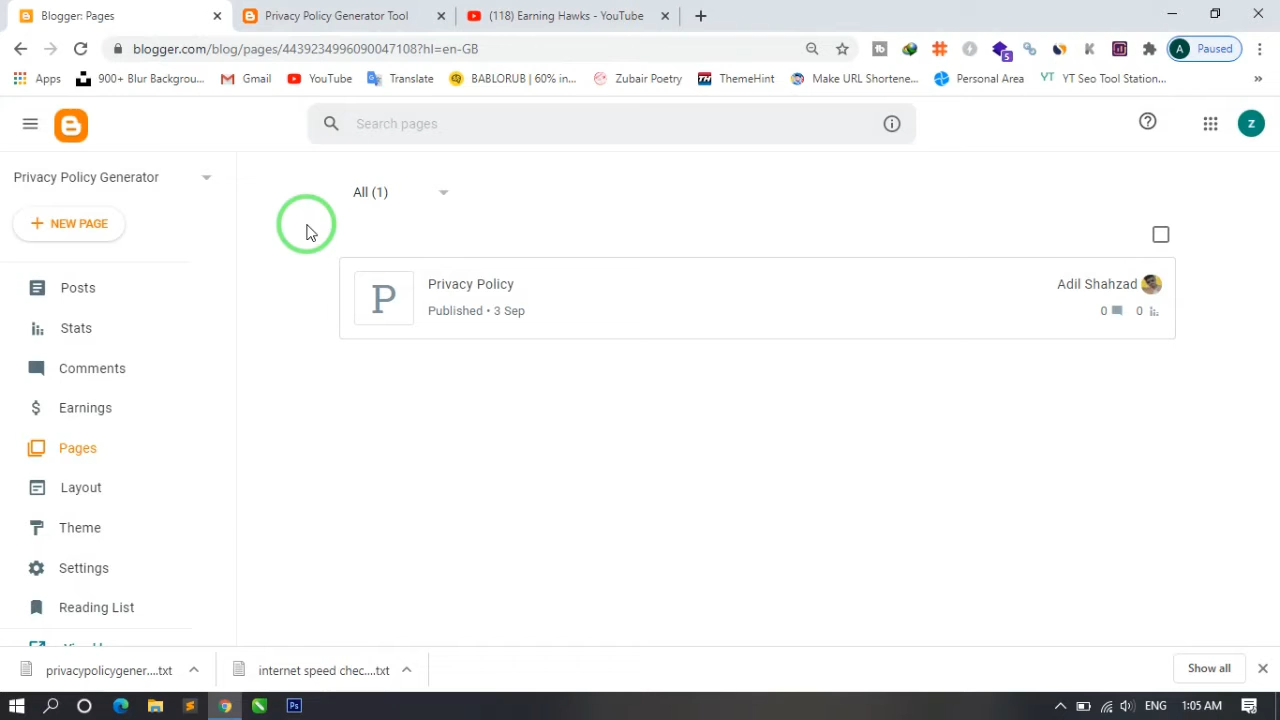 Blogger: Pages
Privacy Policy Generator Tool
(118) Earning Hawks - YouTube
blogger.com/blog/pages/4439234996090047108?hl=en-GB
Paused
Apps
900+ Blur Backgrou...
Gmail
YouTube
Translate
BABLORUB | 60% in...
Zubair Poetry
ThemeHint
Make URL Shortene...
Personal Area
YT Seo Tool Station...
Search pages
z
Privacy Policy Generator
NEW PAGE
All (1)
P
Privacy Policy
Published • 3 Sep
Adil Shahzad
0
0
Posts
Stats
Comments
Earnings
Pages
Layout
Theme
Settings
Reading List
privacypolicygener....txt
internet speed chec....txt
Show all
ENG
1:05 AM